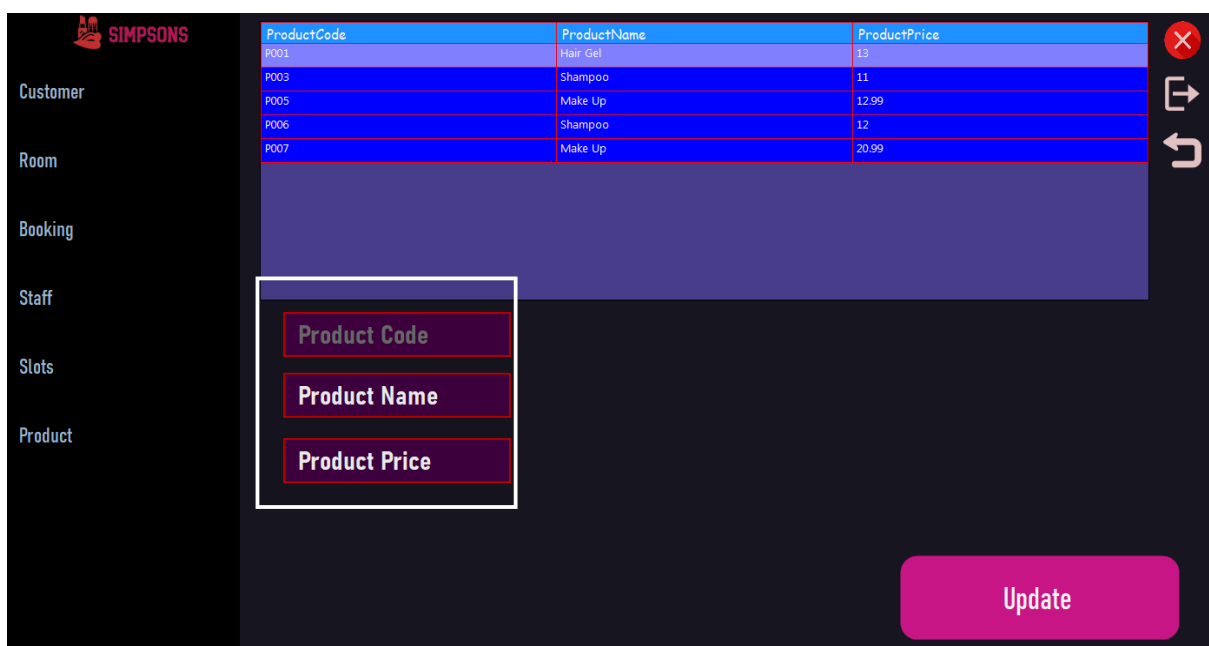 SIMPSONS
Customer
Room
Booking
Staff
Slots
Product
ProductCode ProductName ProductPrice
P001 Hair Gel 13
P003 Shampoo 11
P005 Make Up 12.99
P006 Shampoo 12
P007 Make Up 20.99
Product Code
Product Name
Product Price
Update